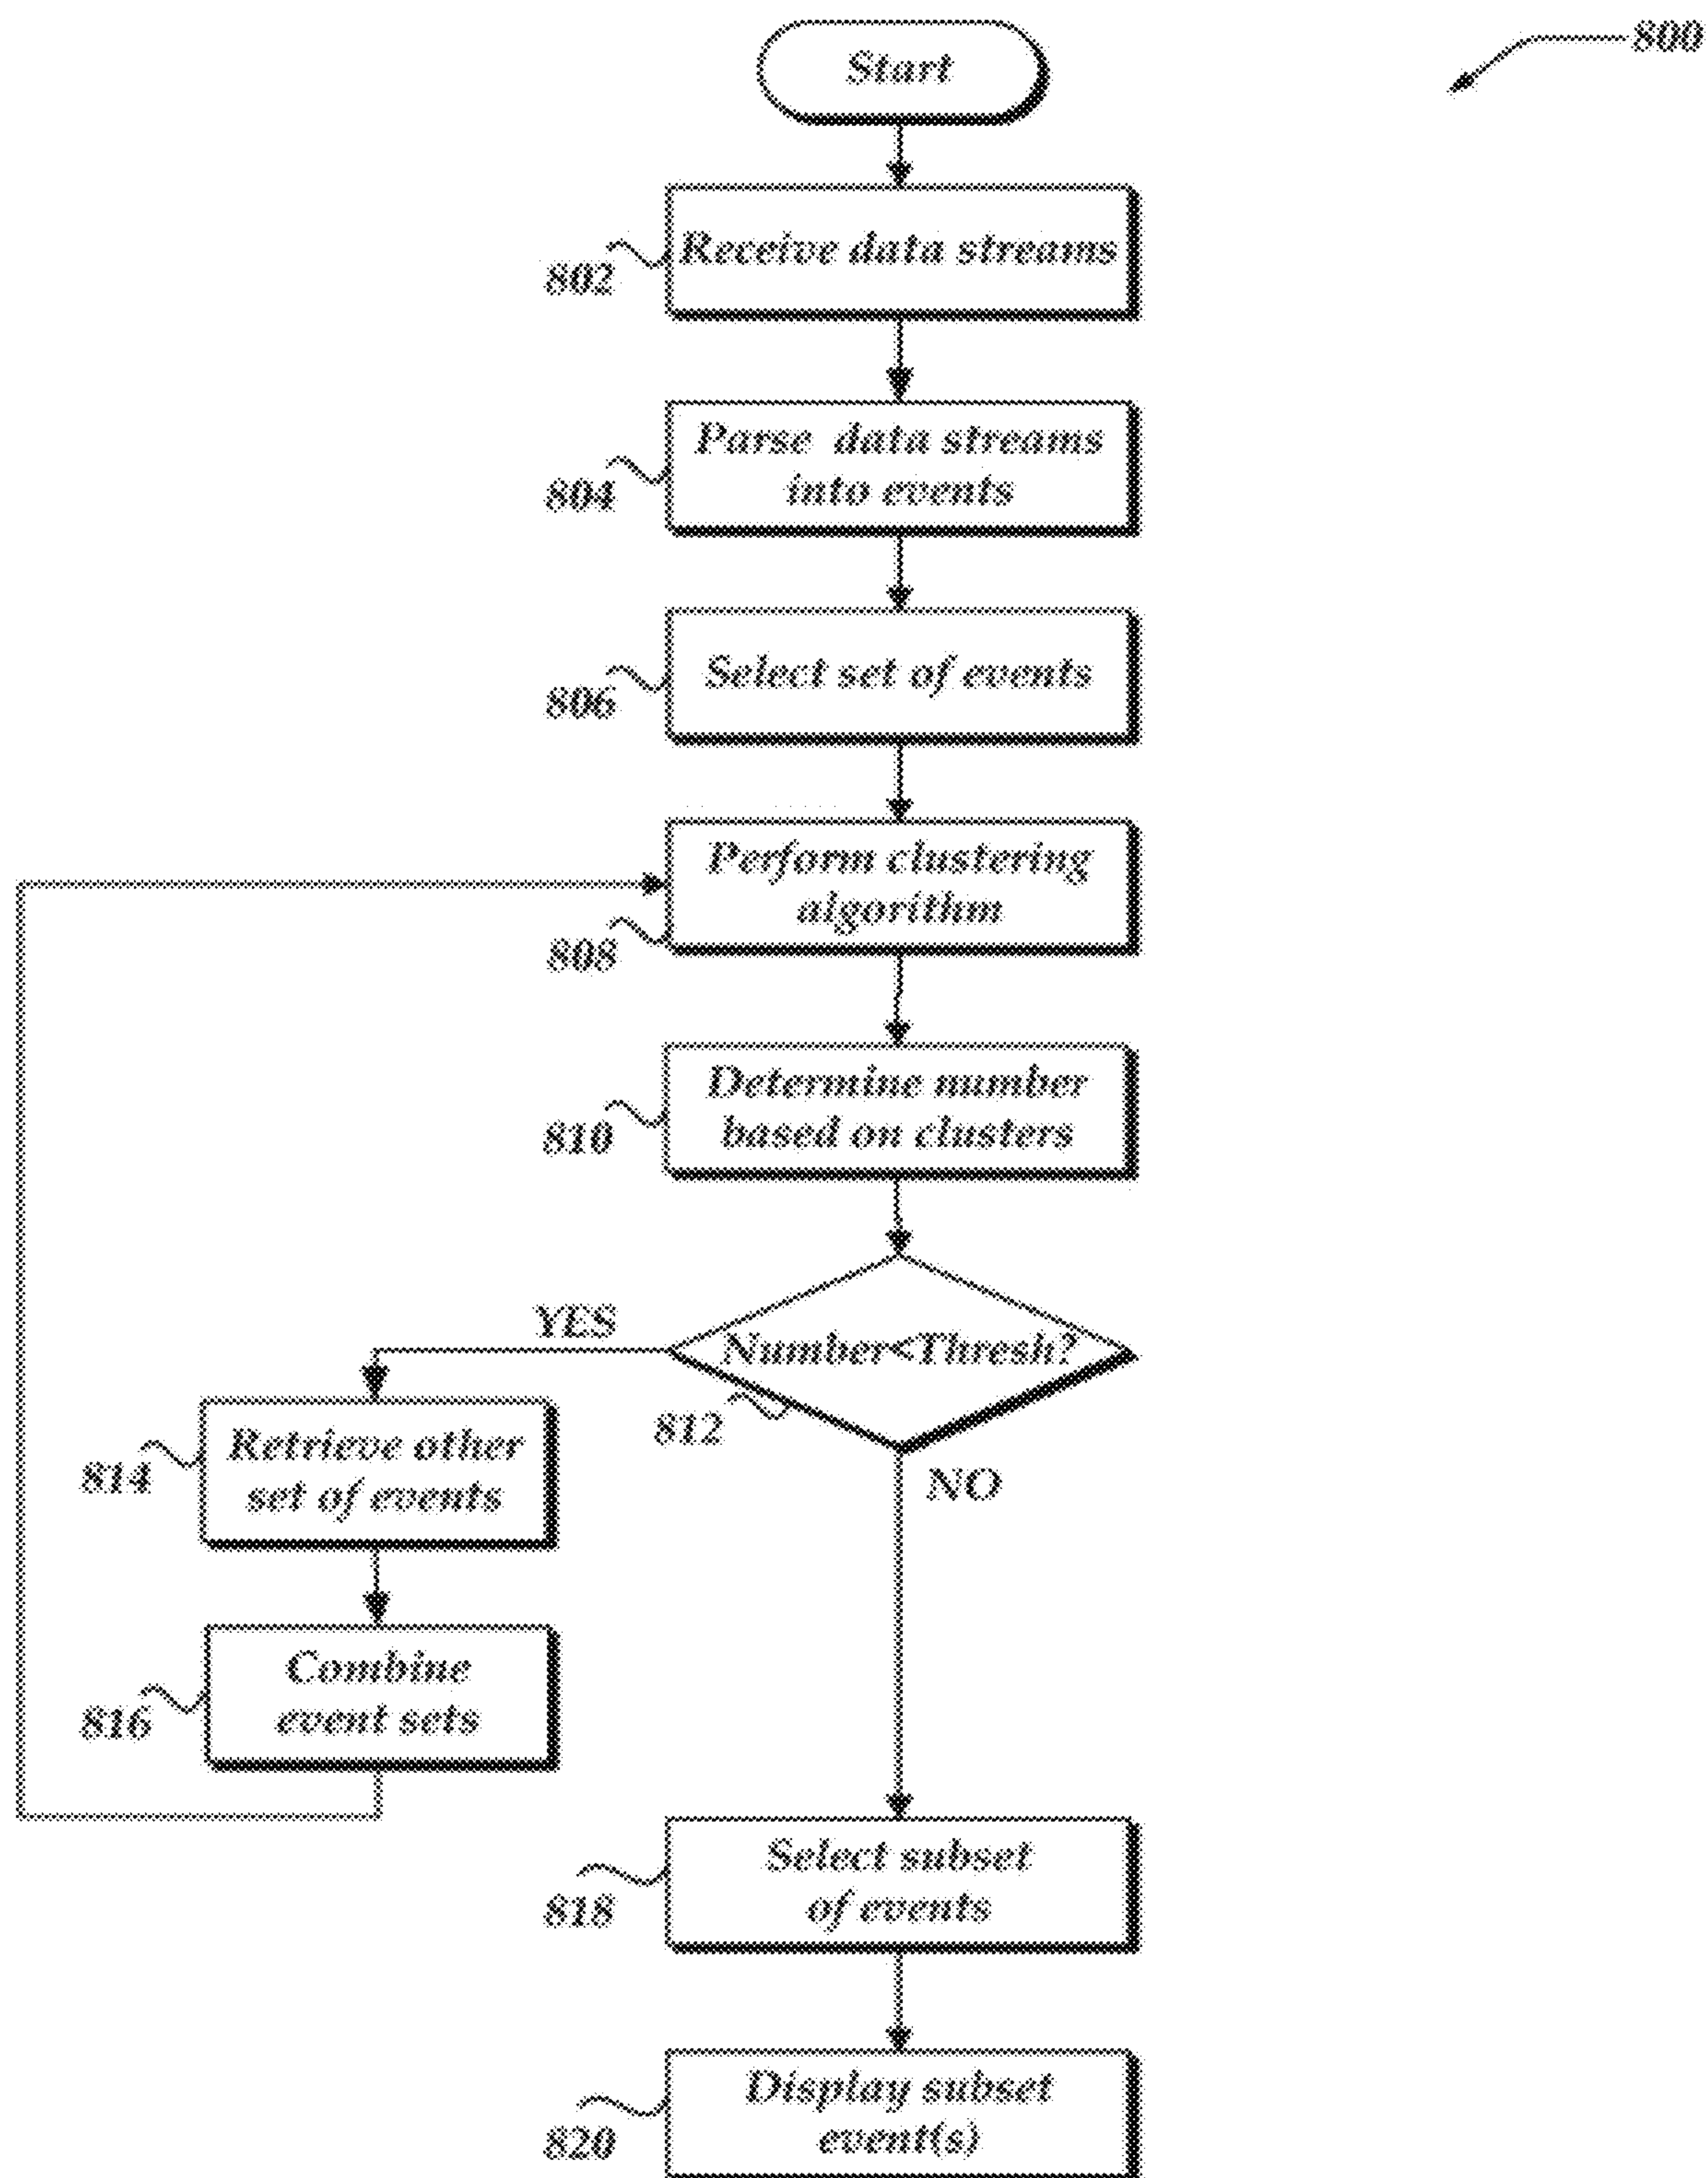 800
Start
Receive data streams
802
Parse data streams
into events
804
Select set of events
806
Perform clustering
algorithm
808
Determine number
based on clusters
810
YES
Number<Thresh?
812
NO
Retrieve other
set of events
814
Combine
event sets
816
Select subset
of events
818
Display subset
event(s)
820